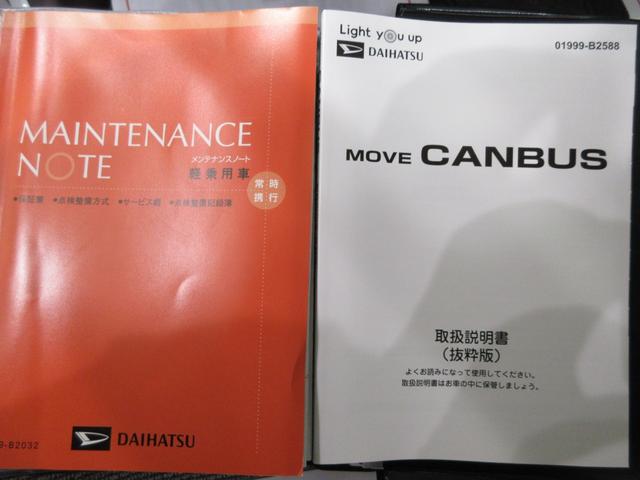 MAINTENANCE
NOTE
メンテナンスノート
軽乗用車
常時
携行
●保証書 ●点検整備方式 ●サービス網 ●点検整備記録簿
9-B2032
DAIHATSU
Light you up
DAIHATSU
01999-B2588
MOVE CANBUS
取扱説明書
(抜粋版)
よくお読みになって使用してください。
取扱説明書はお車の中に保管しましょう。